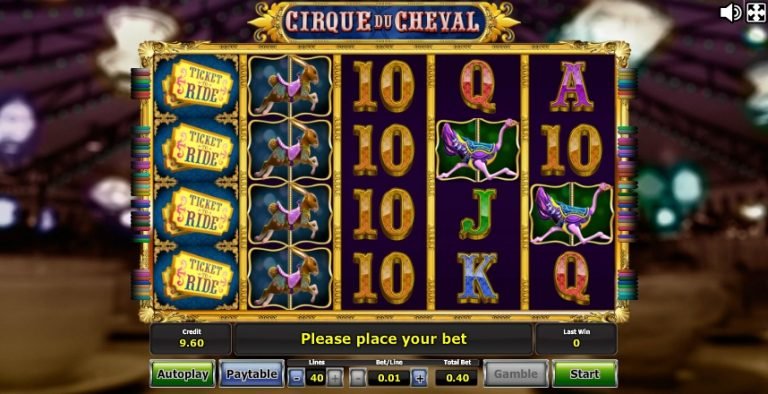 CIRQUE DU CHEVAL
TICKET TO RIDE 10 Q A
TICKET TO RIDE 10 10
TICKET TO RIDE 10 J
TICKET TO RIDE 10 K Q
Credit
9.60
Please place your bet
Last Win
0
Lines Bet/Line Total Bet
Autoplay Paytable - 40 + - 0.01 + 0.40 Gamble Start